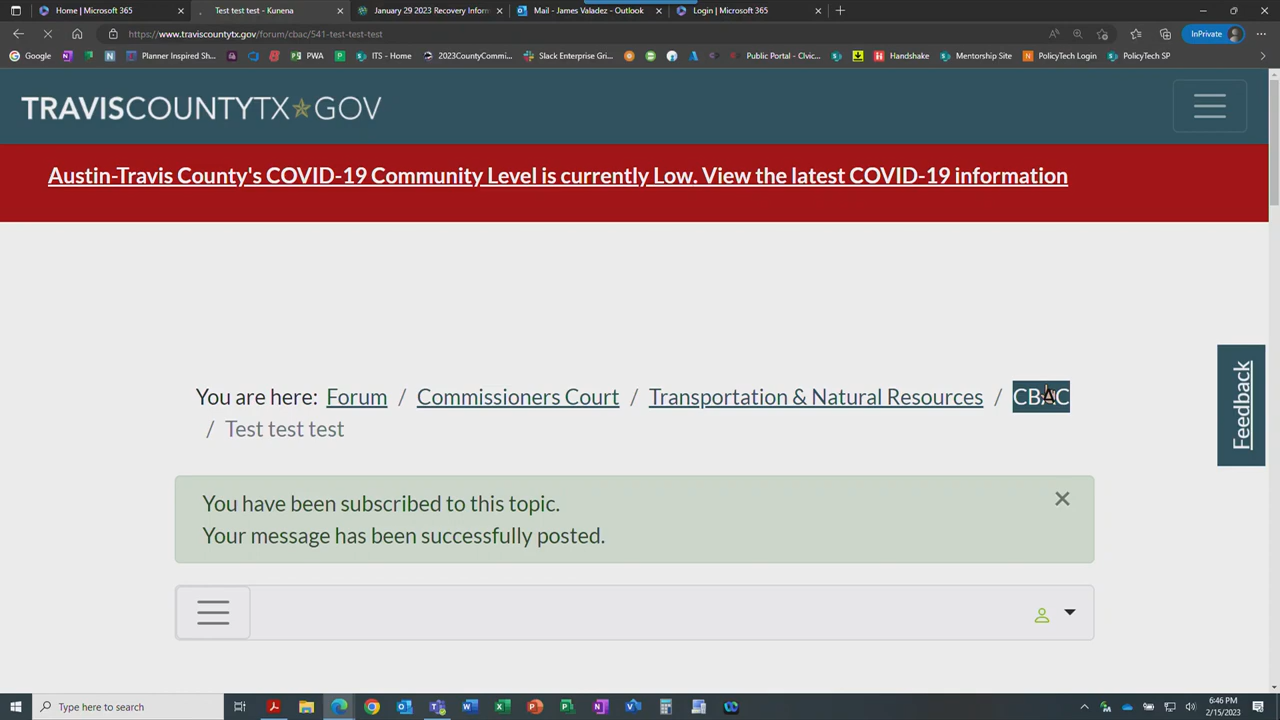 Home | Microsoft 365
Test test test - Kunena
January 29 2023 Recovery Inform
Mail - James Valadez - Outlook
Login | Microsoft 365
https://www.traviscountytx.gov/forum/cbac/541-test-test-test
InPrivate
Google
Planner Inspired Sh...
PWA
ITS - Home
2023CountyCommi...
Slack Enterprise Gri...
Public Portal - Civic...
Handshake
Mentorship Site
PolicyTech Login
PolicyTech SP
TRAVISCOUNTYTX GOV
Austin-Travis County's COVID-19 Community Level is currently Low. View the latest COVID-19 information
You are here: Forum / Commissioners Court / Transportation & Natural Resources / CBAC
/ Test test test
Feedback
You have been subscribed to this topic.
Your message has been successfully posted.
Type here to search
6:46 PM
2/15/2023